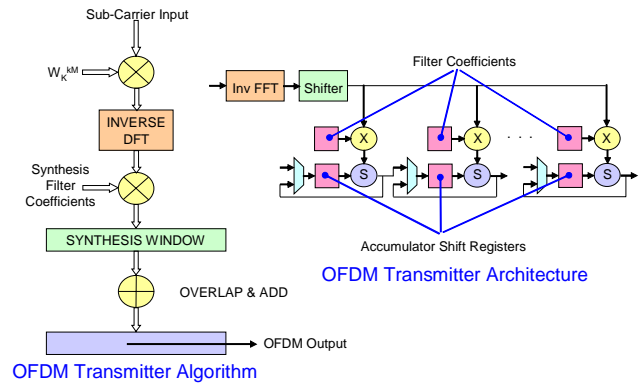 Sub-Carrier Input
W_K^kM
INVERSE
DFT
Synthesis
Filter
Coefficients
SYNTHESIS WINDOW
OVERLAP & ADD
OFDM Output
OFDM Transmitter Algorithm
Filter Coefficients
Inv FFT
Shifter
X
X
. . .
X
S
S
S
Accumulator Shift Registers
OFDM Transmitter Architecture